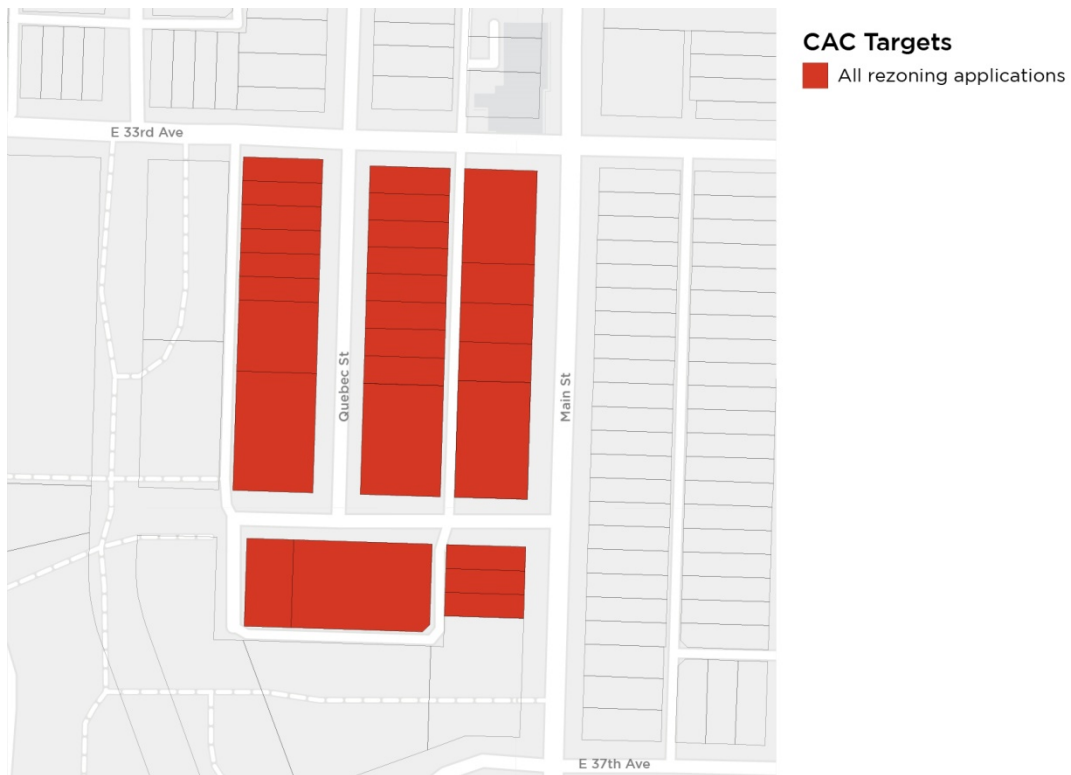 CAC Targets
All rezoning applications
E 33rd Ave
Quebec St
Main St
E 37th Ave